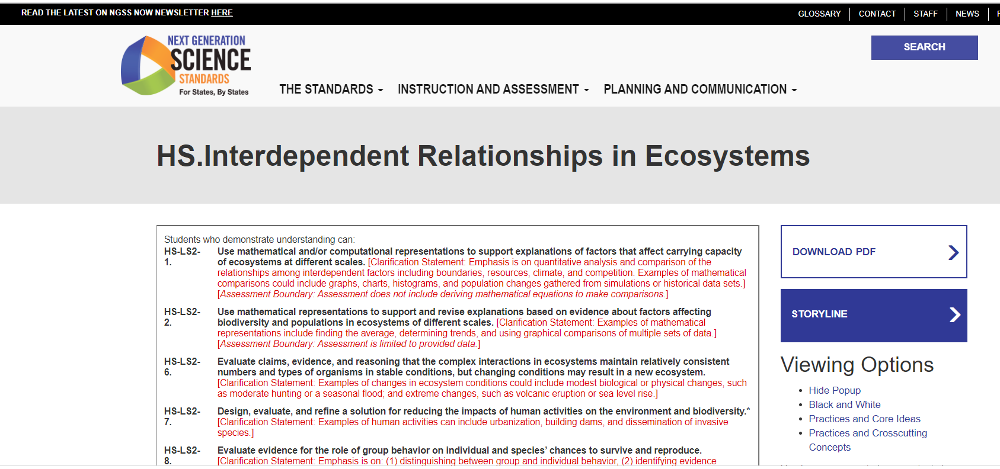 READ THE LATEST ON NGSS NOW NEWSLETTER HERE
GLOSSARY
CONTACT
STAFF
NEWS
NEXT GENERATION
SCIENCE
STANDARDS
For States, By States
SEARCH
THE STANDARDS
INSTRUCTION AND ASSESSMENT
PLANNING AND COMMUNICATION
HS.Interdependent Relationships in Ecosystems
Students who demonstrate understanding can:
HS-LS2-
1.
Use mathematical and/or computational representations to support explanations of factors that affect carrying capacity
of ecosystems at different scales. [Clarification Statement: Emphasis is on quantitative analysis and comparison of the
relationships among interdependent factors including boundaries, resources, climate, and competition. Examples of mathematical
comparisons could include graphs, charts, histograms, and population changes gathered from simulations or historical data sets.]
[Assessment Boundary: Assessment does not include deriving mathematical equations to make comparisons.]
HS-LS2-
2.
Use mathematical representations to support and revise explanations based on evidence about factors affecting
biodiversity and populations in ecosystems of different scales. [Clarification Statement: Examples of mathematical
representations include finding the average, determining trends, and using graphical comparisons of multiple sets of data.]
[Assessment Boundary: Assessment is limited to provided data.]
HS-LS2-
6.
Evaluate claims, evidence, and reasoning that the complex interactions in ecosystems maintain relatively consistent
numbers and types of organisms in stable conditions, but changing conditions may result in a new ecosystem.
[Clarification Statement: Examples of changes in ecosystem conditions could include modest biological or physical changes, such
as moderate hunting or a seasonal flood; and extreme changes, such as volcanic eruption or sea level rise.]
HS-LS2-
7.
Design, evaluate, and refine a solution for reducing the impacts of human activities on the environment and biodiversity.*
[Clarification Statement: Examples of human activities can include urbanization, building dams, and dissemination of invasive
species.]
HS-LS2-
8.
Evaluate evidence for the role of group behavior on individual and species’ chances to survive and reproduce.
[Clarification Statement: Emphasis is on: (1) distinguishing between group and individual behavior, (2) identifying evidence
DOWNLOAD PDF
STORYLINE
Viewing Options
Hide Popup
Black and White
Practices and Core Ideas
Practices and Crosscutting
Concepts